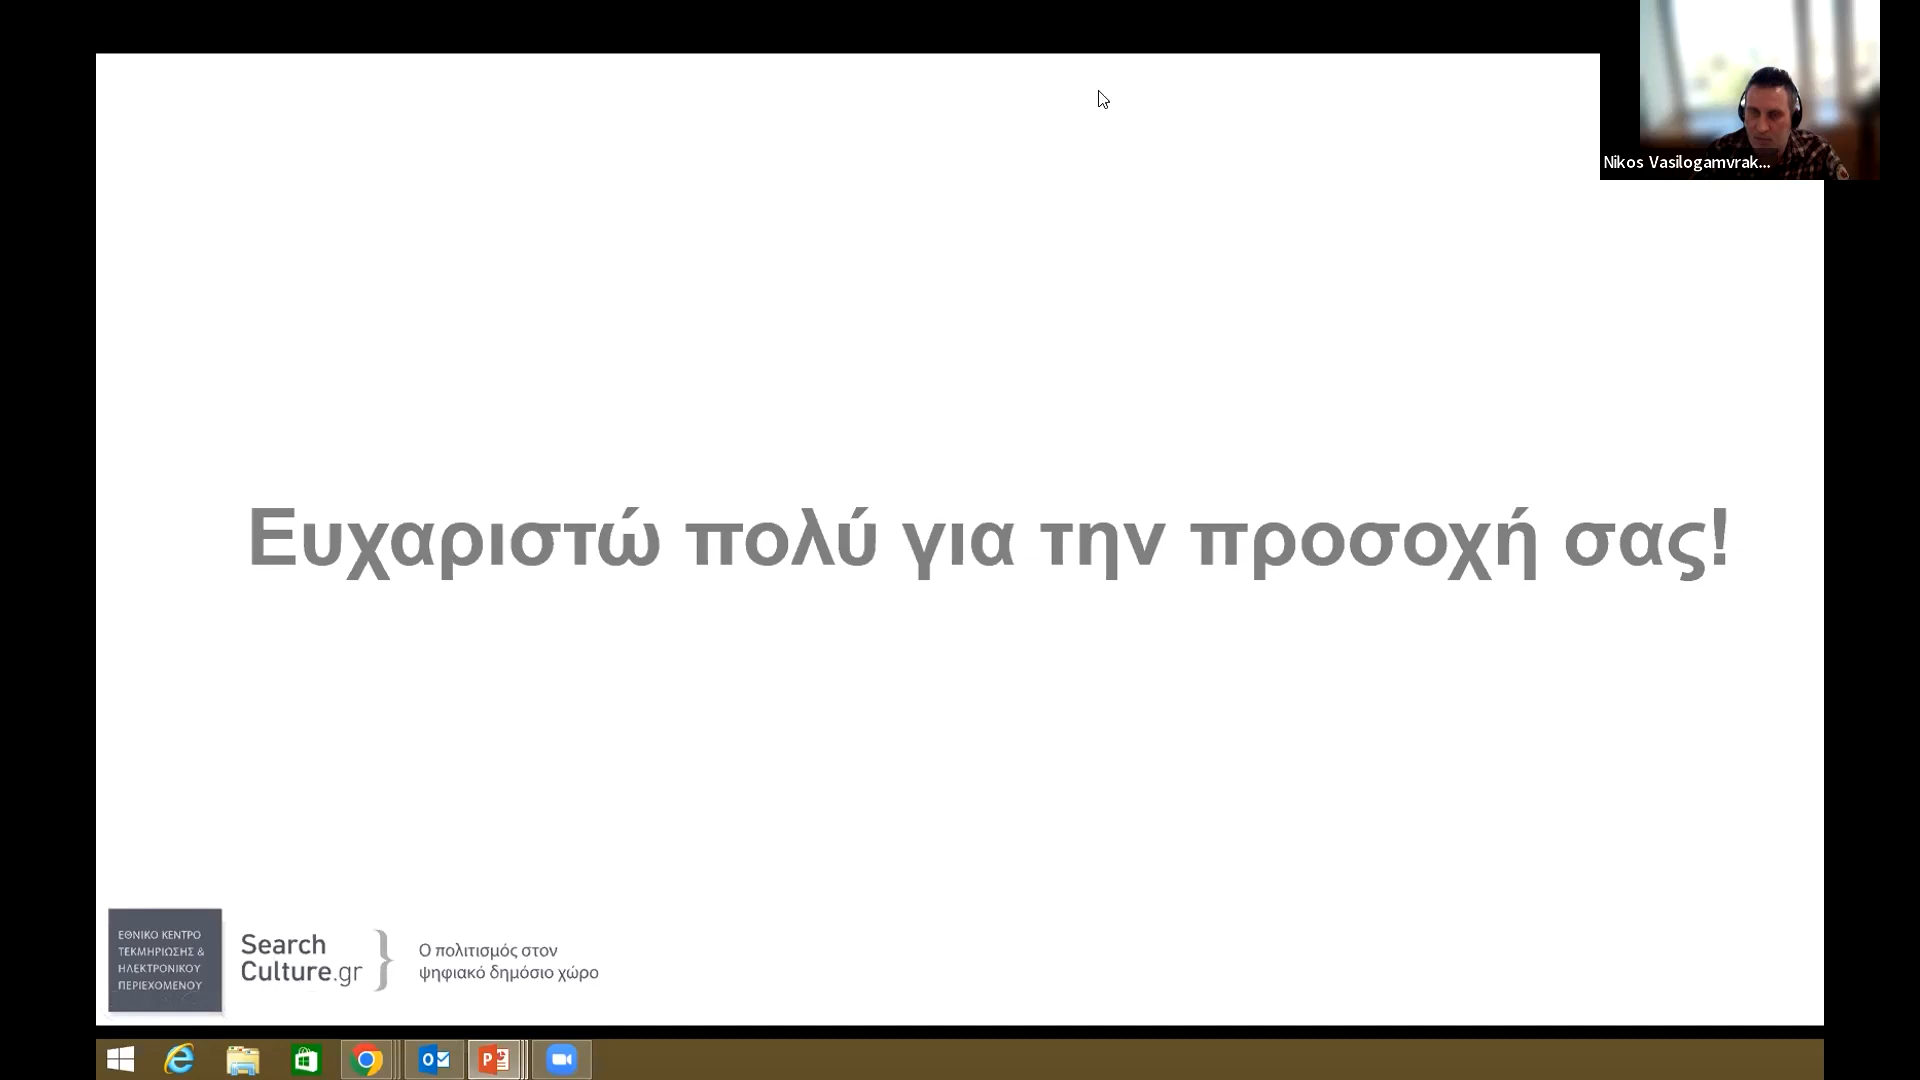 Nikos Vasilogamvrak...
Ευχαριστώ πολύ για την προσοχή σας!
ΕΘΝΙΚΟ ΚΕΝΤΡΟ
ΤΕΚΜΗΡΙΩΣΗΣ &
ΗΛΕΚΤΡΟΝΙΚΟΥ
ΠΕΡΙΕΧΟΜΕΝΟΥ
Search
Culture.gr
Ο πολιτισμός στον
ψηφιακό δημόσιο χώρο